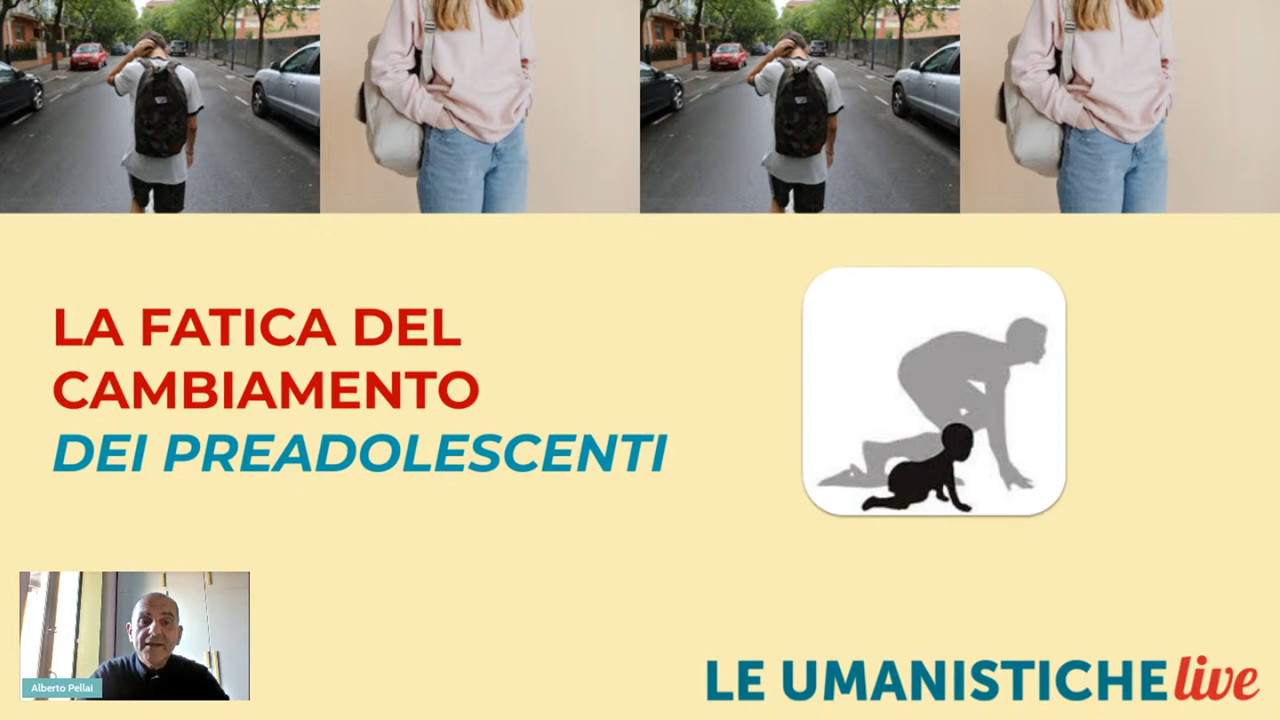 LA FATICA DEL
CAMBIAMENTO
DEI PREADOLESCENTI
Alberto Pellai
LE UMANISTICHE live